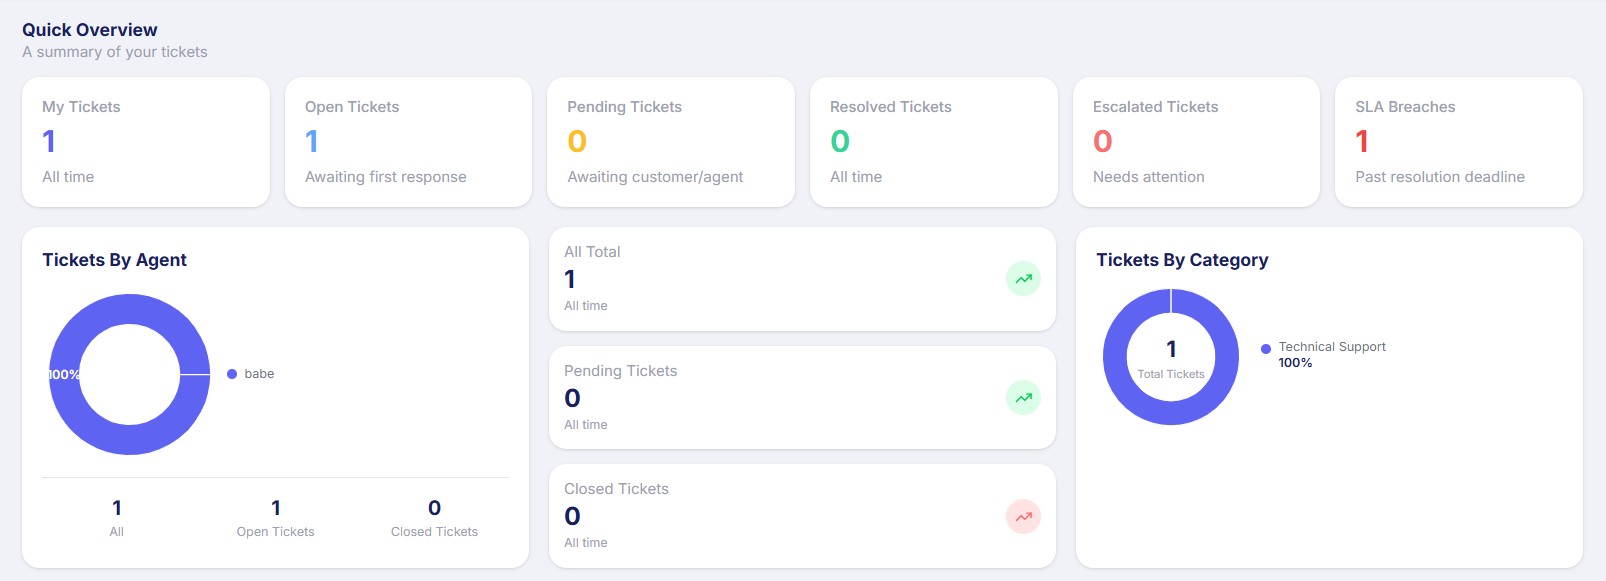 Quick Overview
A summary of your tickets
My Tickets
1
All time
Open Tickets
1
Awaiting first response
Pending Tickets
0
Awaiting customer/agent
Resolved Tickets
0
All time
Escalated Tickets
0
Needs attention
SLA Breaches
1
Past resolution deadline
Tickets By Agent
100%
babe
1
All
1
Open Tickets
0
Closed Tickets
All Total
1
All time
Pending Tickets
0
All time
Closed Tickets
0
All time
Tickets By Category
1
Total Tickets
Technical Support
100%